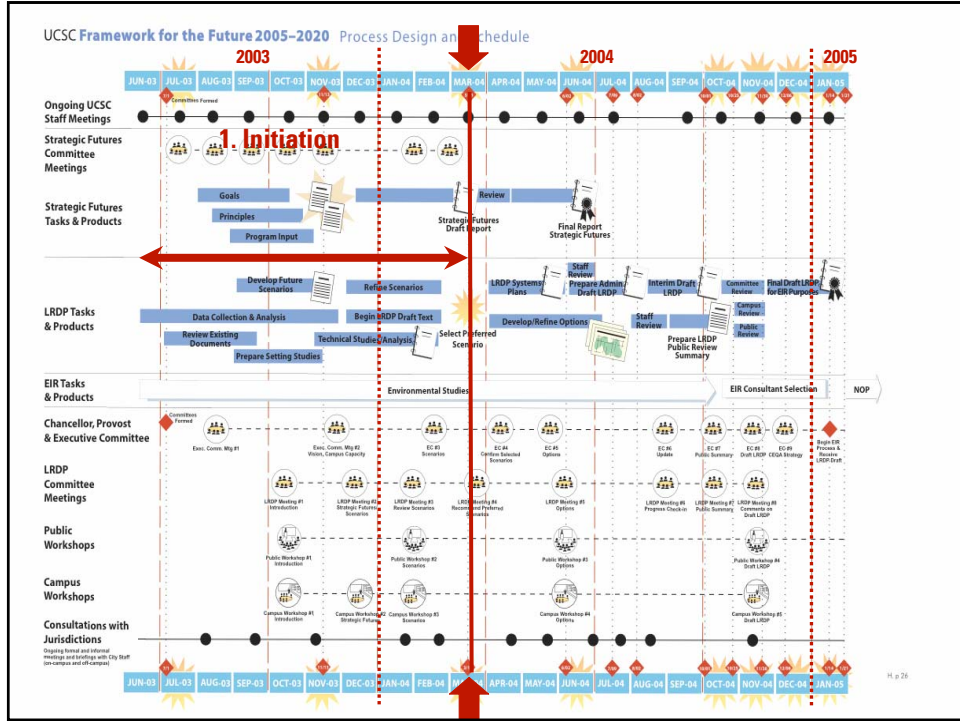 UCSC Framework for the Future 2005–2020 Process Design and Schedule
2003
2004
2005
JUN-03 JUL-03 AUG-03 SEP-03 OCT-03 NOV-03 DEC-03 JAN-04 FEB-04 MAR-04 APR-04 MAY-04 JUN-04 JUL-04 AUG-04 SEP-04 OCT-04 NOV-04 DEC-04 JAN-05
Committees Formed
Ongoing UCSC
Staff Meetings
1. Initiation
Strategic Futures
Committee
Meetings
Strategic Futures
Tasks & Products
Goals
Principles
Program Input
Review
Strategic Futures
Draft Report
Final Report
Strategic Futures
LRDP Tasks
& Products
Develop Future
Scenarios
Refine Scenarios
Data Collection & Analysis
Begin LRDP Draft Text
Review Existing
Documents
Technical Studies/Analysis
Prepare Setting Studies
Select Preferred
Scenario
LRDP Systems
Plans
Staff
Review
Prepare Admin.
Draft LRDP
Interim Draft
LRDP
Committee
Review
Final Draft LRDP
for EIR Purposes
Develop/Refine Options
Staff
Review
Prepare LRDP
Public Review
Summary
Campus
Review
Public
Review
EIR Tasks
& Products
Environmental Studies
EIR Consultant Selection
NOP
Chancellor, Provost
& Executive Committee
Committees
Formed
Exec. Comm. Mtg #1
Exec. Comm. Mtg #2
Vision, Campus Capacity
EC #3
Scenarios
EC #4
Confirm Selected
Scenarios
EC #5
Options
EC #6
Update
EC #7
Public Summary
EC #8
Draft LRDP
EC #9
CEQA Strategy
Begin EIR
Process &
Receive
LRDP Draft
LRDP
Committee
Meetings
LRDP Meeting #1
Introduction
LRDP Meeting #2
Strategic Futures
Scenarios
LRDP Meeting #3
Review Scenarios
LRDP Meeting #4
Recommend Preferred
Scenarios
LRDP Meeting #5
Options
LRDP Meeting #6
Progress Check-in
LRDP Meeting #7
Public Summary
LRDP Meeting #8
Comments on
Draft LRDP
Public
Workshops
Public Workshop #1
Introduction
Public Workshop #2
Scenarios
Public Workshop #3
Options
Public Workshop #4
Draft LRDP
Campus
Workshops
Campus Workshop #1
Introduction
Campus Workshop #2
Strategic Futures
Campus Workshop #3
Scenarios
Campus Workshop #4
Options
Campus Workshop #5
Draft LRDP
Consultations with
Jurisdictions
Ongoing formal and informal
meetings and briefings with City Staff
(on-campus and off-campus)
JUN-03 JUL-03 AUG-03 SEP-03 OCT-03 NOV-03 DEC-03 JAN-04 FEB-04 APR-04 MAY-04 JUN-04 JUL-04 AUG-04 SEP-04 OCT-04 NOV-04 DEC-04 JAN-05
H. p 26